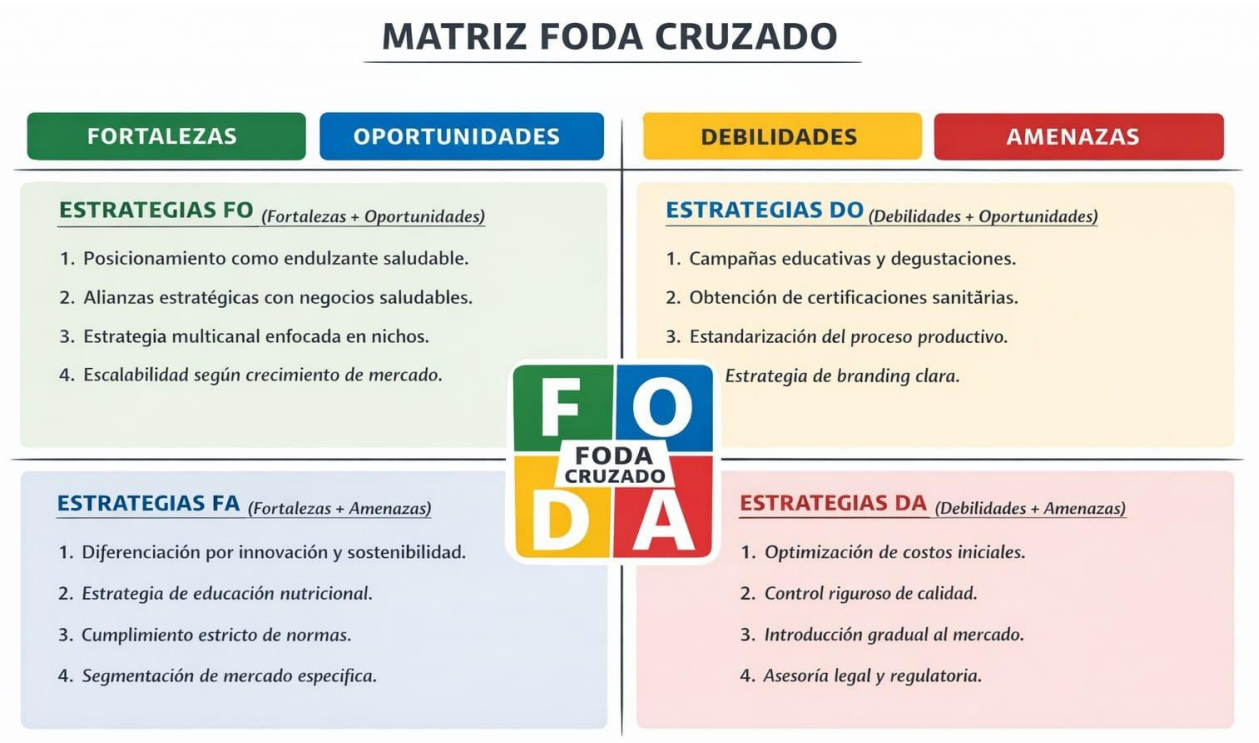 MATRIZ FODA CRUZADO
FORTALEZAS
OPORTUNIDADES
DEBILIDADES
AMENAZAS
ESTRATEGIAS FO (Fortalezas + Oportunidades)
1. Posicionamiento como endulzante saludable.
2. Alianzas estratégicas con negocios saludables.
3. Estrategia multicanal enfocada en nichos.
4. Escalabilidad según crecimiento de mercado.
ESTRATEGIAS DO (Debilidades + Oportunidades)
1. Campañas educativas y degustaciones.
2. Obtención de certificaciones sanitãrias.
3. Estandarización del proceso productivo.
Estrategia de branding clara.
F O
FODA
CRUZADO
D A
ESTRATEGIAS FA (Fortalezas + Amenazas)
1. Diferenciación por innovación y sostenibilidad.
2. Estrategia de educación nutricional.
3. Cumplimiento estricto de normas.
4. Segmentación de mercado especifica.
ESTRATEGIAS DA (Debilidades + Amenazas)
1. Optimización de costos iniciales.
2. Control riguroso de calidad.
3. Introducción gradual al mercado.
4. Asesoría legal y regulatoria.